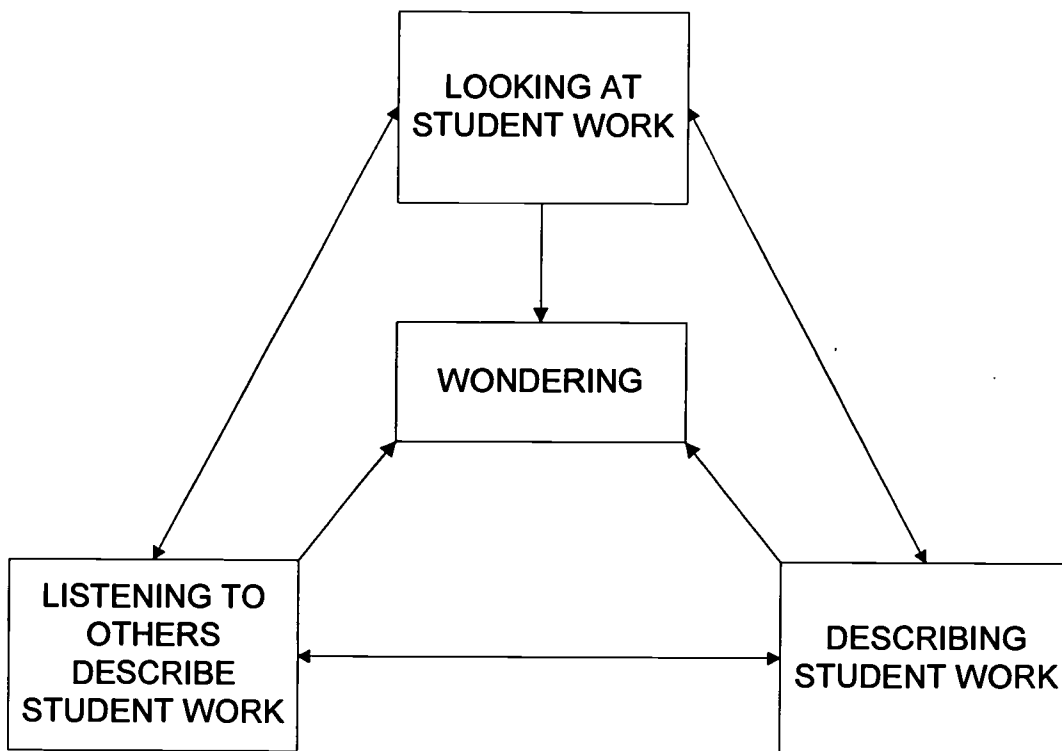 LOOKING AT
STUDENT WORK
WONDERING
LISTENING TO
OTHERS
DESCRIBE
STUDENT WORK
DESCRIBING
STUDENT WORK